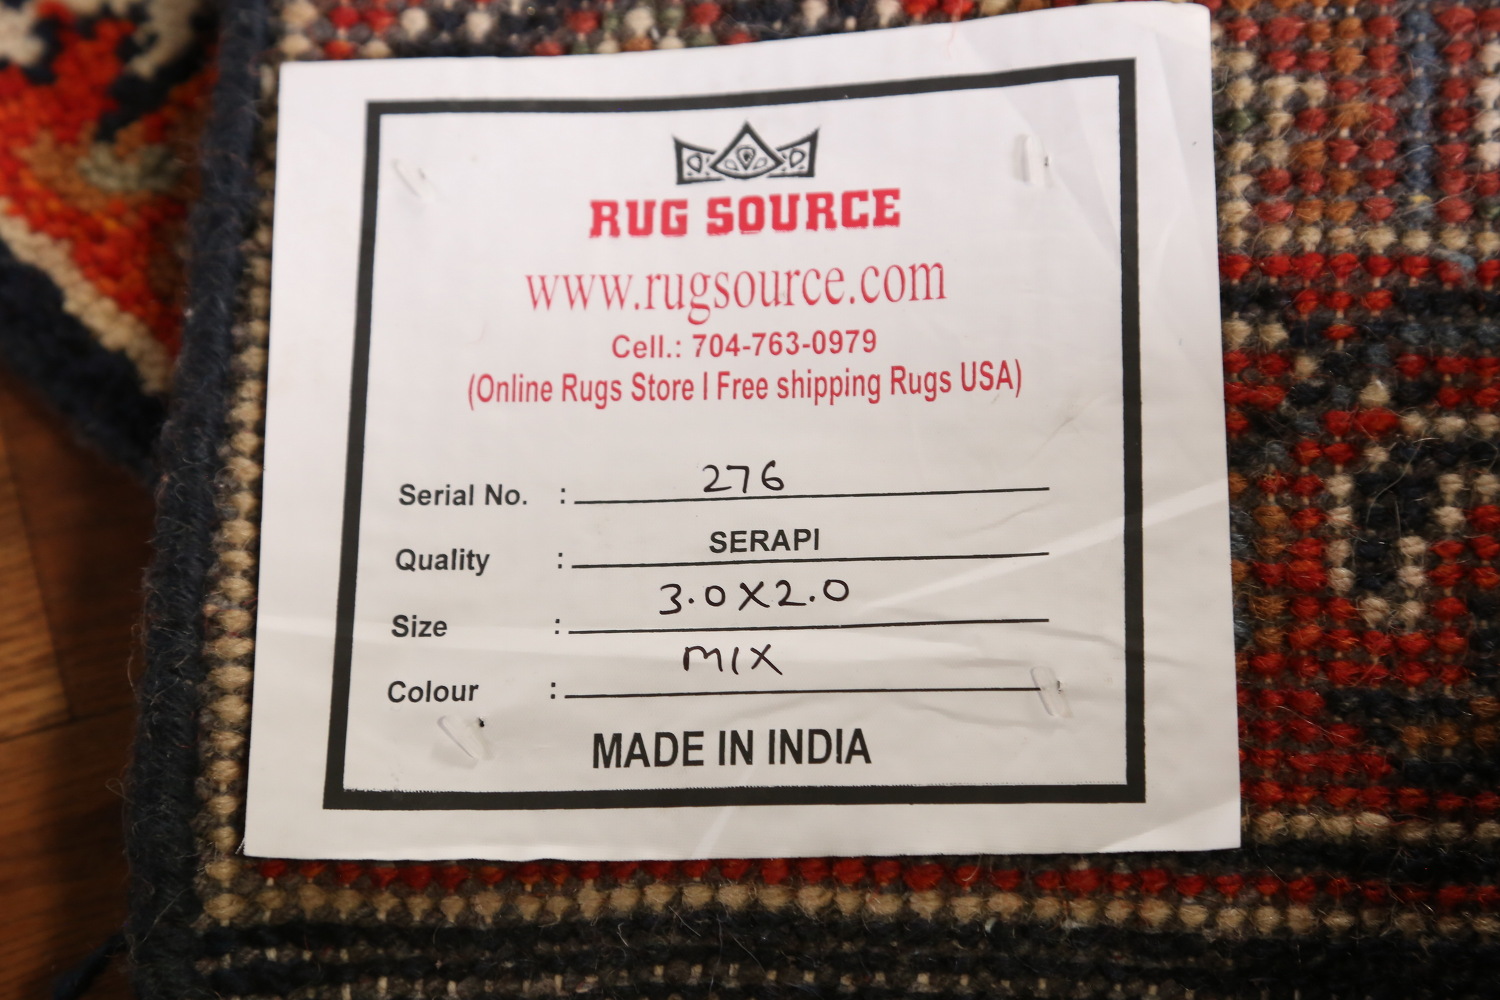 RUG SOURCE
www.rugsource.com
Cell.: 704-763-0979
(Online Rugs Store I Free shipping Rugs USA)
Serial No. : 276
Quality : SERAPI
Size : 3.0X2.0
Colour : MIX
MADE IN INDIA